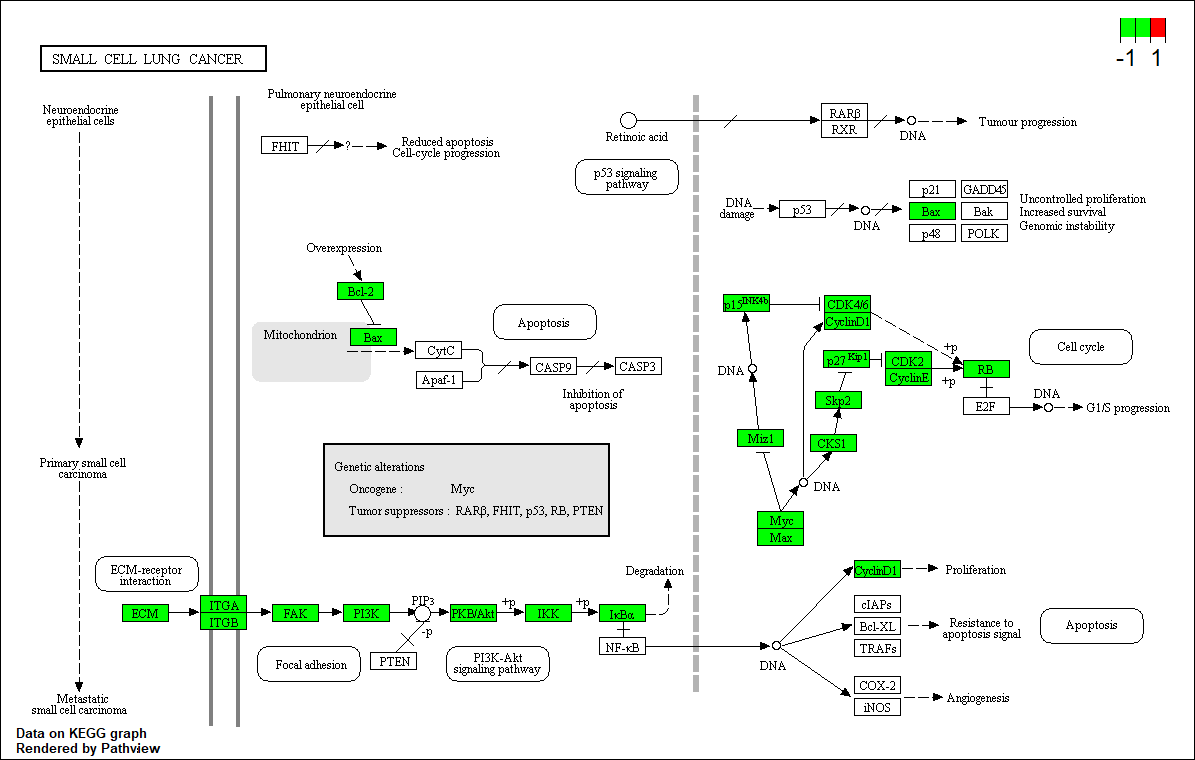 -1 1
SMALL CELL LUNG CANCER
Neuroendocrine
epithelial cells
Pulmonary neuroendocrine
epithelial cell
FHIT
?
Reduced apoptosis
Cell-cycle progression
Retinoic acid
RARβ
RXR
DNA
Tumour progression
p53 signaling
pathway
DNA
damage
p53
DNA
p21
GADD45
Bax
Bak
p48
POLK
Uncontrolled proliferation
Increased survival
Genomic instability
Overexpression
Bcl-2
Mitochondrion
Bax
CytC
Apaf-1
CASP9
CASP3
Inhibition of
apoptosis
Apoptosis
p15INK4b
CDK4/6
CyclinD1
p27Kip1
CDK2
CyclinE
+p
+p
RB
E2F
DNA
G1/S progression
Cell cycle
DNA
Skp2
Miz1
CKS1
DNA
Myc
Max
Primary small cell
carcinoma
Genetic alterations
Oncogene : Myc
Tumor suppressors : RARβ, FHIT, p53, RB, PTEN
ECM-receptor
interaction
ECM
ITGA
ITGB
FAK
PI3K
PIP3
-p
PTEN
PKB/Akt
+p
IKK
+p
IκBα
NF-κB
Degradation
Focal adhesion
PI3K-Akt
signaling pathway
DNA
CyclinD1
Proliferation
cIAPs
Bcl-XL
TRAFs
Resistance to
apoptosis signal
Apoptosis
COX-2
iNOS
Angiogenesis
Metastatic
small cell carcinoma
Data on KEGG graph
Rendered by Pathview